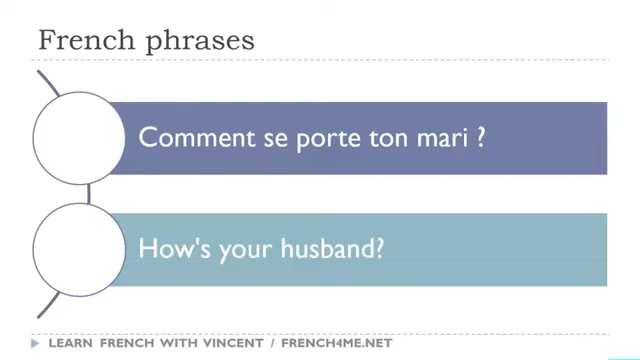 French phrases
Comment se porte ton mari ?
How's your husband?
LEARN FRENCH WITH VINCENT / FRENCH4ME.NET